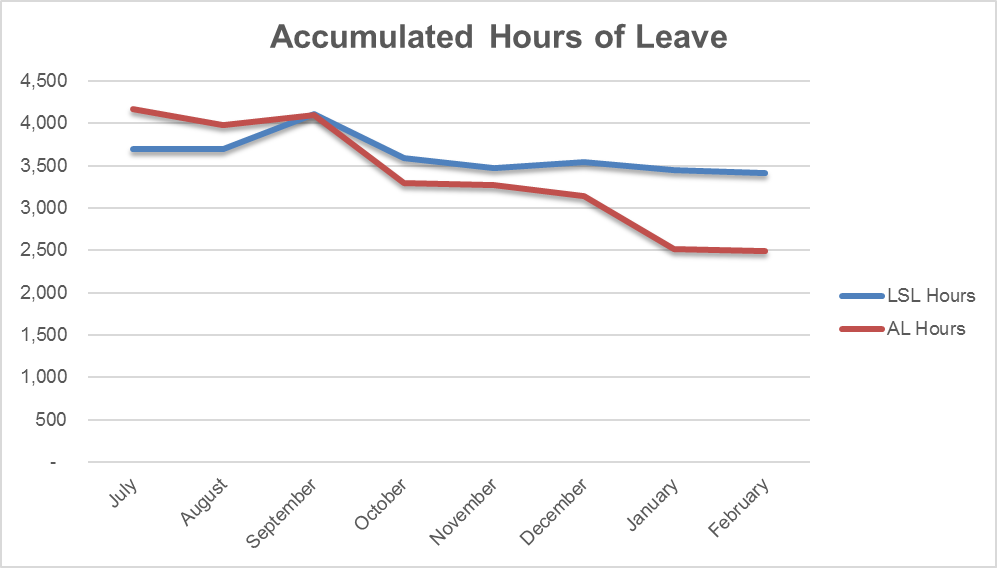 Accumulated Hours of Leave
4,500
4,000
3,500
3,000
2,500
2,000
1,500
1,000
500
-
LSL Hours
AL Hours
July
August
September
October
November
December
January
February